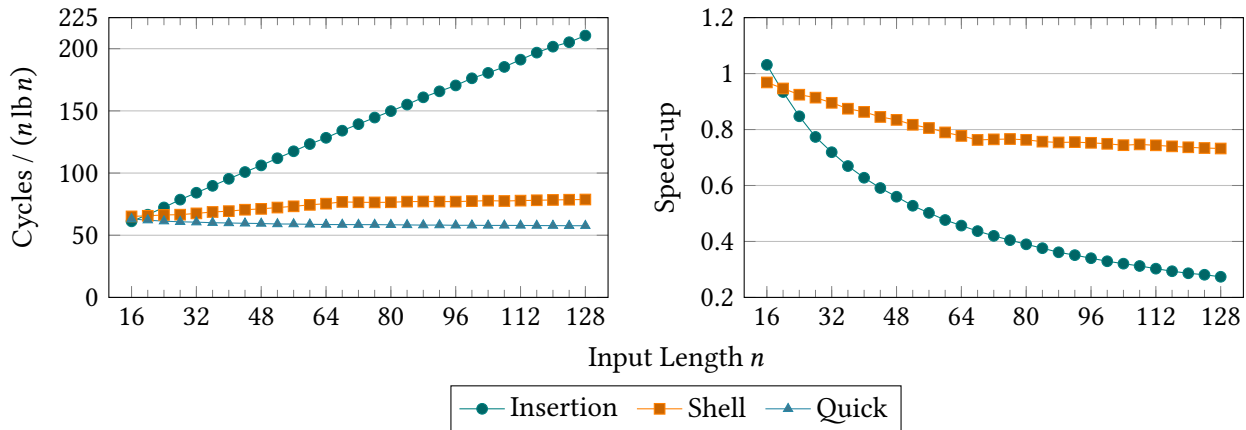 Cycles / (n lb n)
225
200
150
100
50
0
16 32 48 64 80 96 112 128
Speed-up
1.2
1
0.8
0.6
0.4
0.2
16 32 48 64 80 96 112 128
Input Length n
Insertion Shell Quick